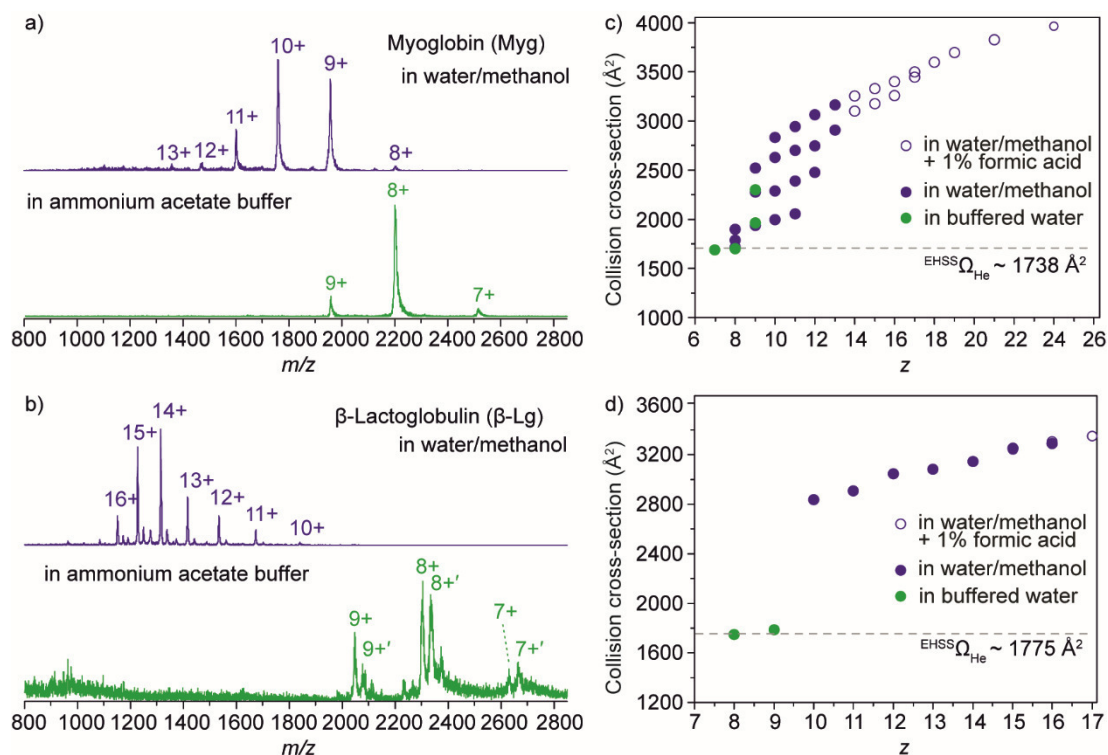 a)
Myoglobin (Myg)
in water/methanol
10+
9+
11+
13+
12+
8+
in ammonium acetate buffer
8+
9+
7+
800 1000 1200 1400 1600 1800 2000 2200 2400 2600 2800
m/z
b)
β-Lactoglobulin (β-Lg)
in water/methanol
14+
15+
16+
13+
12+
11+
10+
in ammonium acetate buffer
8+
8+′
9+
9+′
7+
7+′
800 1000 1200 1400 1600 1800 2000 2200 2400 2600 2800
m/z
c)
Collision cross-section (Å²)
4000
3500
3000
2500
2000
1500
1000
in water/methanol
+ 1% formic acid
in water/methanol
in buffered water
EHSSΩHe ~ 1738 Å²
6 8 10 12 14 16 18 20 22 24 26
z
d)
Collision cross-section (Å²)
3600
3200
2800
2400
2000
1600
1200
in water/methanol
+ 1% formic acid
in water/methanol
in buffered water
EHSSΩHe ~ 1775 Å²
7 8 9 10 11 12 13 14 15 16 17
z